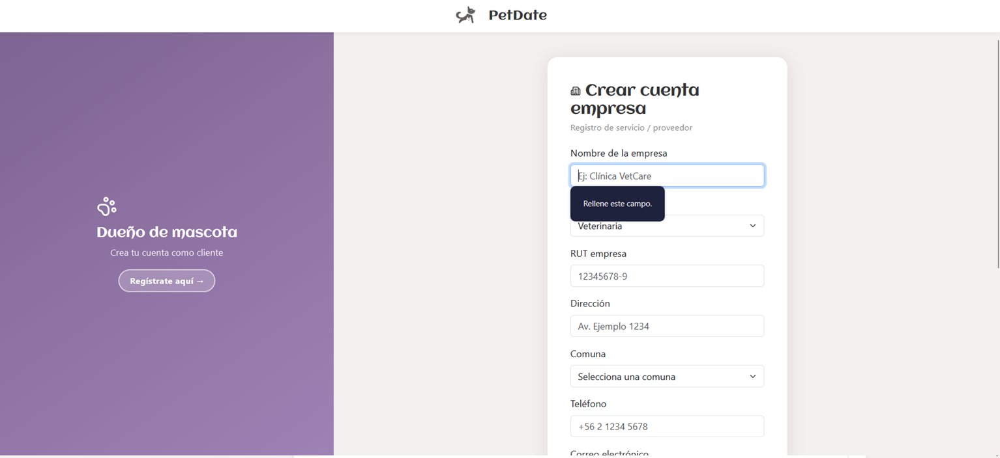 PetDate
Dueño de mascota
Crea tu cuenta como cliente
Regístrate aquí →
Crear cuenta
empresa
Registro de servicio / proveedor
Nombre de la empresa
Ej: Clínica VetCare
Rellene este campo.
Veterinaria
RUT empresa
12345678-9
Dirección
Av. Ejemplo 1234
Comuna
Selecciona una comuna
Teléfono
+56 2 1234 5678
Correo electrónico